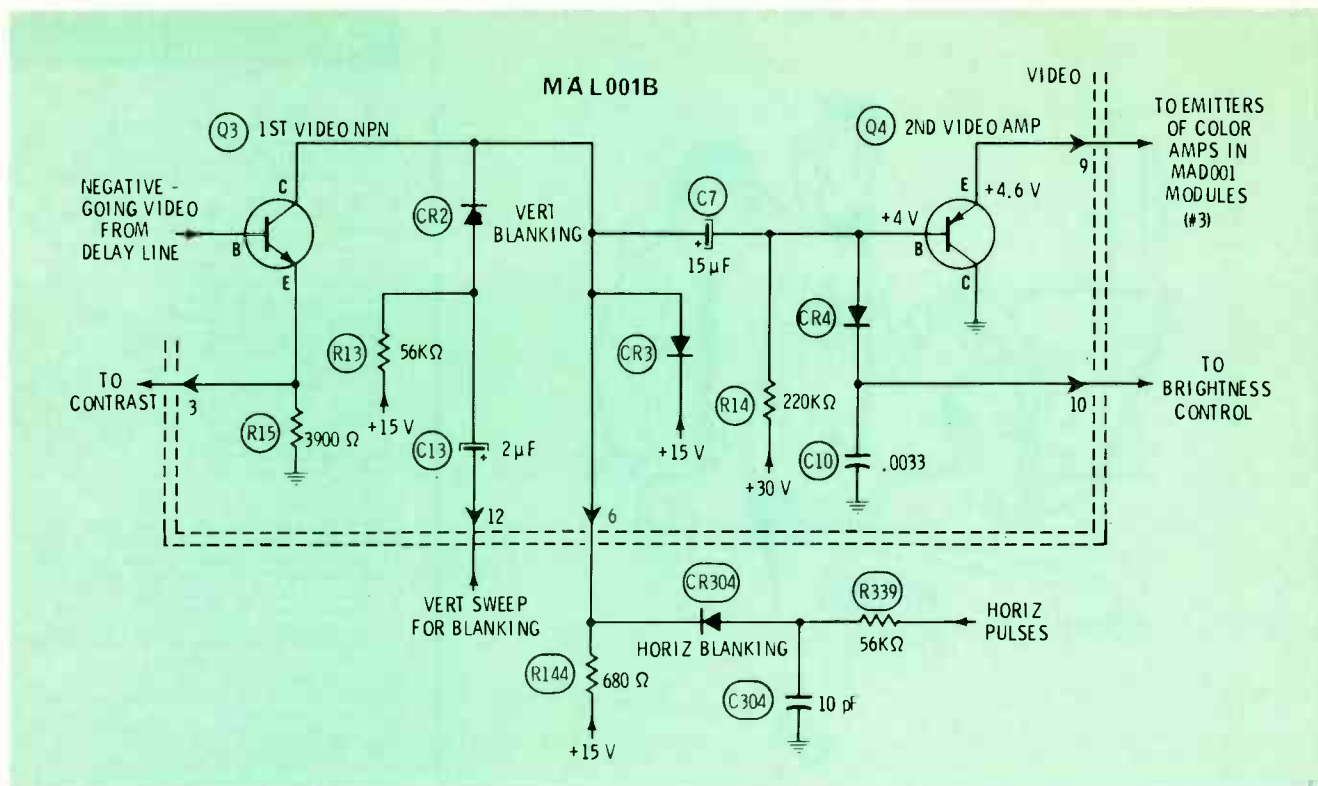 MAL001B
VIDEO
Q3 1ST VIDEO NPN
Q4 2ND VIDEO AMP
TO EMITTERS
OF COLOR
AMPS IN
MAD001
MODULES
(#3)
9
NEGATIVE -
GOING VIDEO
FROM
DELAY LINE
C
B
E
CR2
VERT
BLANKING
C7
+
15µF
+4 V
B
E
+4.6 V
C
R13
56KΩ
+15 V
CR3
+15 V
R14
220KΩ
+30 V
CR4
TO
CONTRAST
3
R15
3900 Ω
C13
2µF
+
C10
.0033
10
TO
BRIGHTNESS
CONTROL
12
6
VERT SWEEP
FOR BLANKING
CR304
HORIZ BLANKING
R339
56KΩ
HORIZ
PULSES
R144
680 Ω
+15 V
C304
10 pF